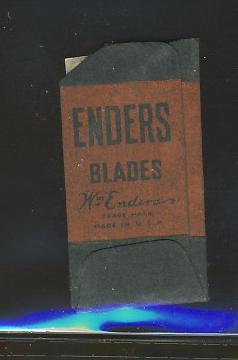 ENDERS
BLADES
Wm Enders
TRADE MARK
MADE IN U.S.A.